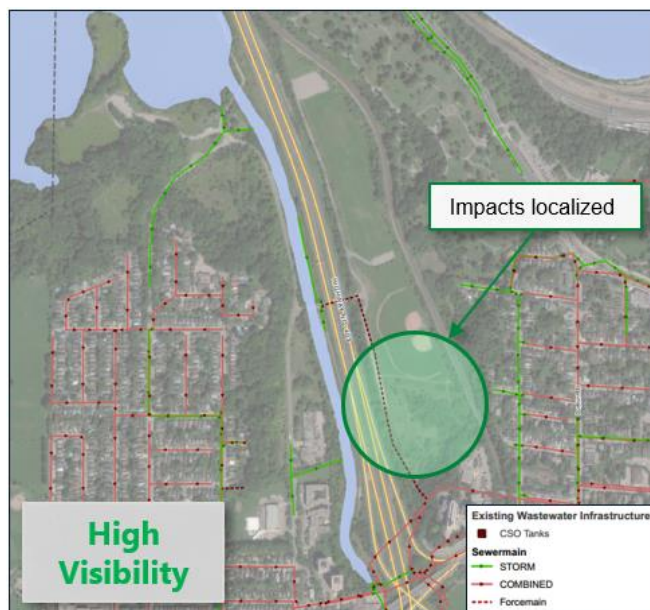 Impacts localized
High
Visibility
Existing Wastewater Infrastructure
CSO Tanks
Sewermain
STORM
COMBINED
Forcemain